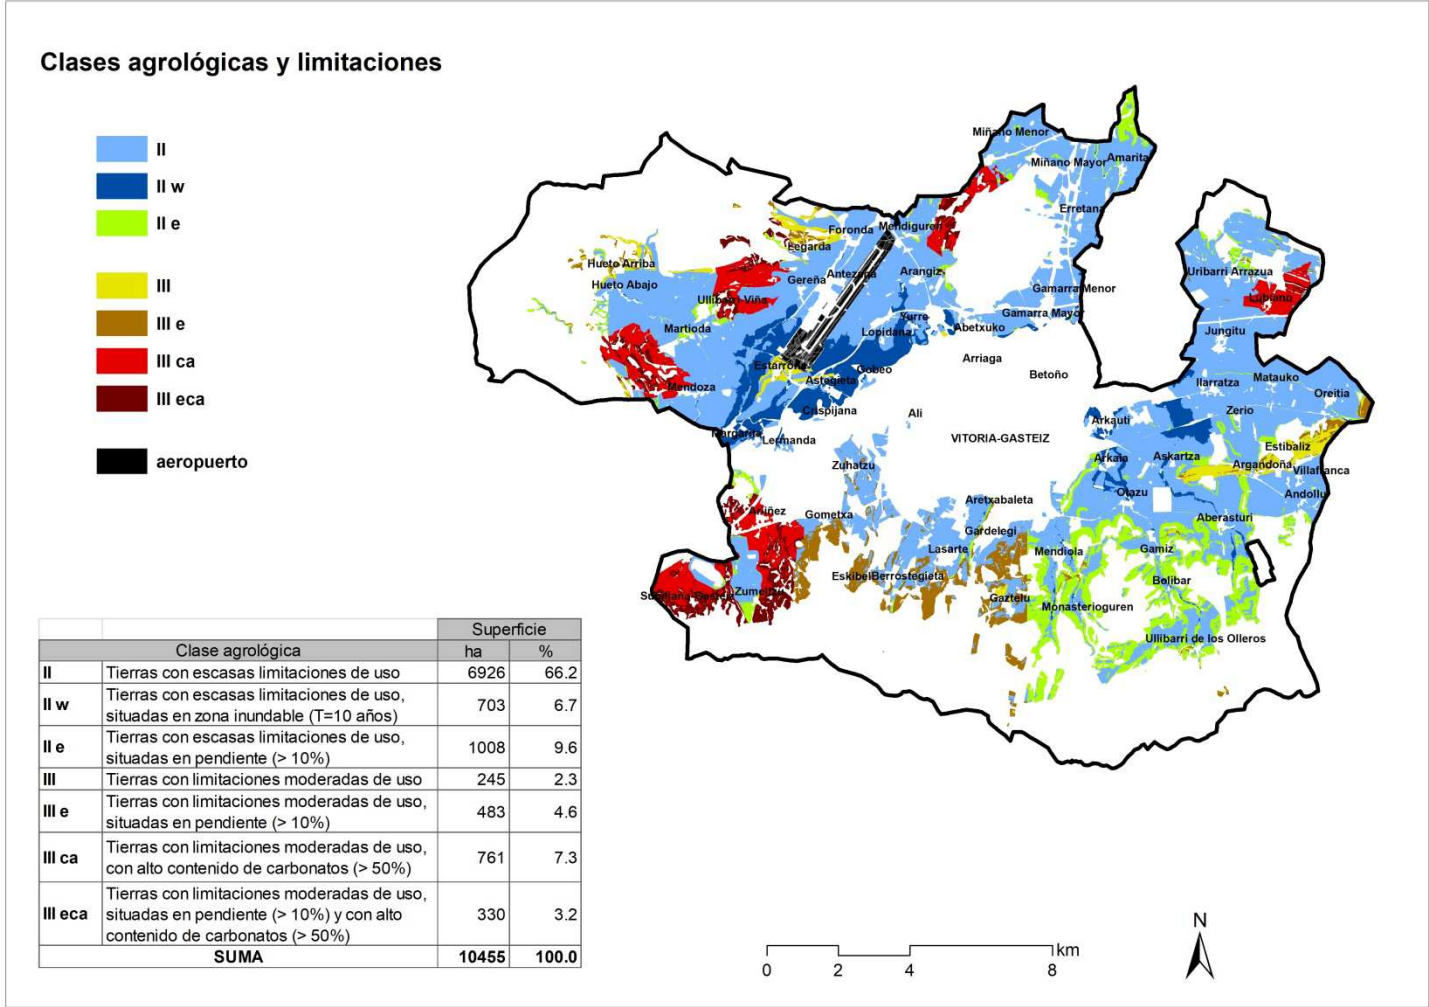 Clases agrológicas y limitaciones
II
II w
II e
III
III e
III ca
III eca
aeropuerto
Miñano Menor
Miñano Mayor
Amarita
Erretana
Mendiguren
Foronda
Legarda
Hueto Arriba
Hueto Abajo
Gereña
Antezana
Arangiz
Ullibarri-Viña
Martioda
Gamarra Menor
Gamarra Mayor
Yurre
Lopidana
Abetxuko
Uribarri Arrazua
Lubiano
Jungitu
Arriaga
Betoño
Estarrona
Gobeo
Astegieta
Mendoza
Crispijana
Ali
Margarita
Lermanda
VITORIA-GASTEIZ
Ilarratza
Matauko
Oreitia
Zerio
Arkauti
Estibaliz
Arkaia
Askartza
Argandoña
Villafranca
Otazu
Andollu
Zuhatzu
Aretxabaleta
Aberasturi
Ariñez
Gometxa
Gardelegi
Lasarte
Mendiola
Gamiz
Eskibel
Berrostegieta
Bolibar
Zumeltzu
Gaztelu
Monasterioguren
Ullibarri de los Olleros
Superficie
Clase agrológica ha %
II Tierras con escasas limitaciones de uso 6926 66.2
II w Tierras con escasas limitaciones de uso, situadas en zona inundable (T=10 años) 703 6.7
II e Tierras con escasas limitaciones de uso, situadas en pendiente (> 10%) 1008 9.6
III Tierras con limitaciones moderadas de uso 245 2.3
III e Tierras con limitaciones moderadas de uso, situadas en pendiente (> 10%) 483 4.6
III ca Tierras con limitaciones moderadas de uso, con alto contenido de carbonatos (> 50%) 761 7.3
III eca Tierras con limitaciones moderadas de uso, situadas en pendiente (> 10%) y con alto contenido de carbonatos (> 50%) 330 3.2
SUMA 10455 100.0
km
0 2 4 8
N